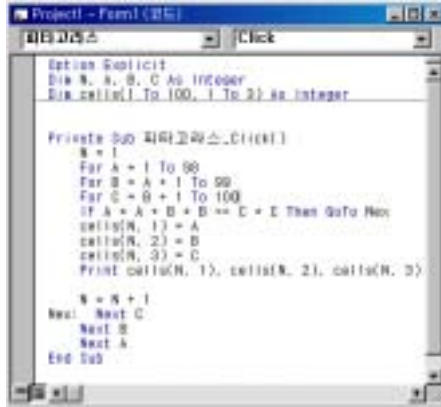 Project1 - Form1 (코드)
피타고라스 Click
Option Explicit
Dim N, A, B, C As Integer
Dim cells(1 To 100, 1 To 3) As Integer
Private Sub 피타고라스_Click()
N = 1
For A = 1 To 98
For B = A + 1 To 99
For C = B + 1 To 100
If A * A + B * B C * C Then GoTo
cells(N, 1) = A
cells(N, 2) = B
cells(N, 3) = C
Print cells(N, 1), cells(N, 2), cells(N, 3)
N = N + 1
Next C
Next B
Next A
End Sub